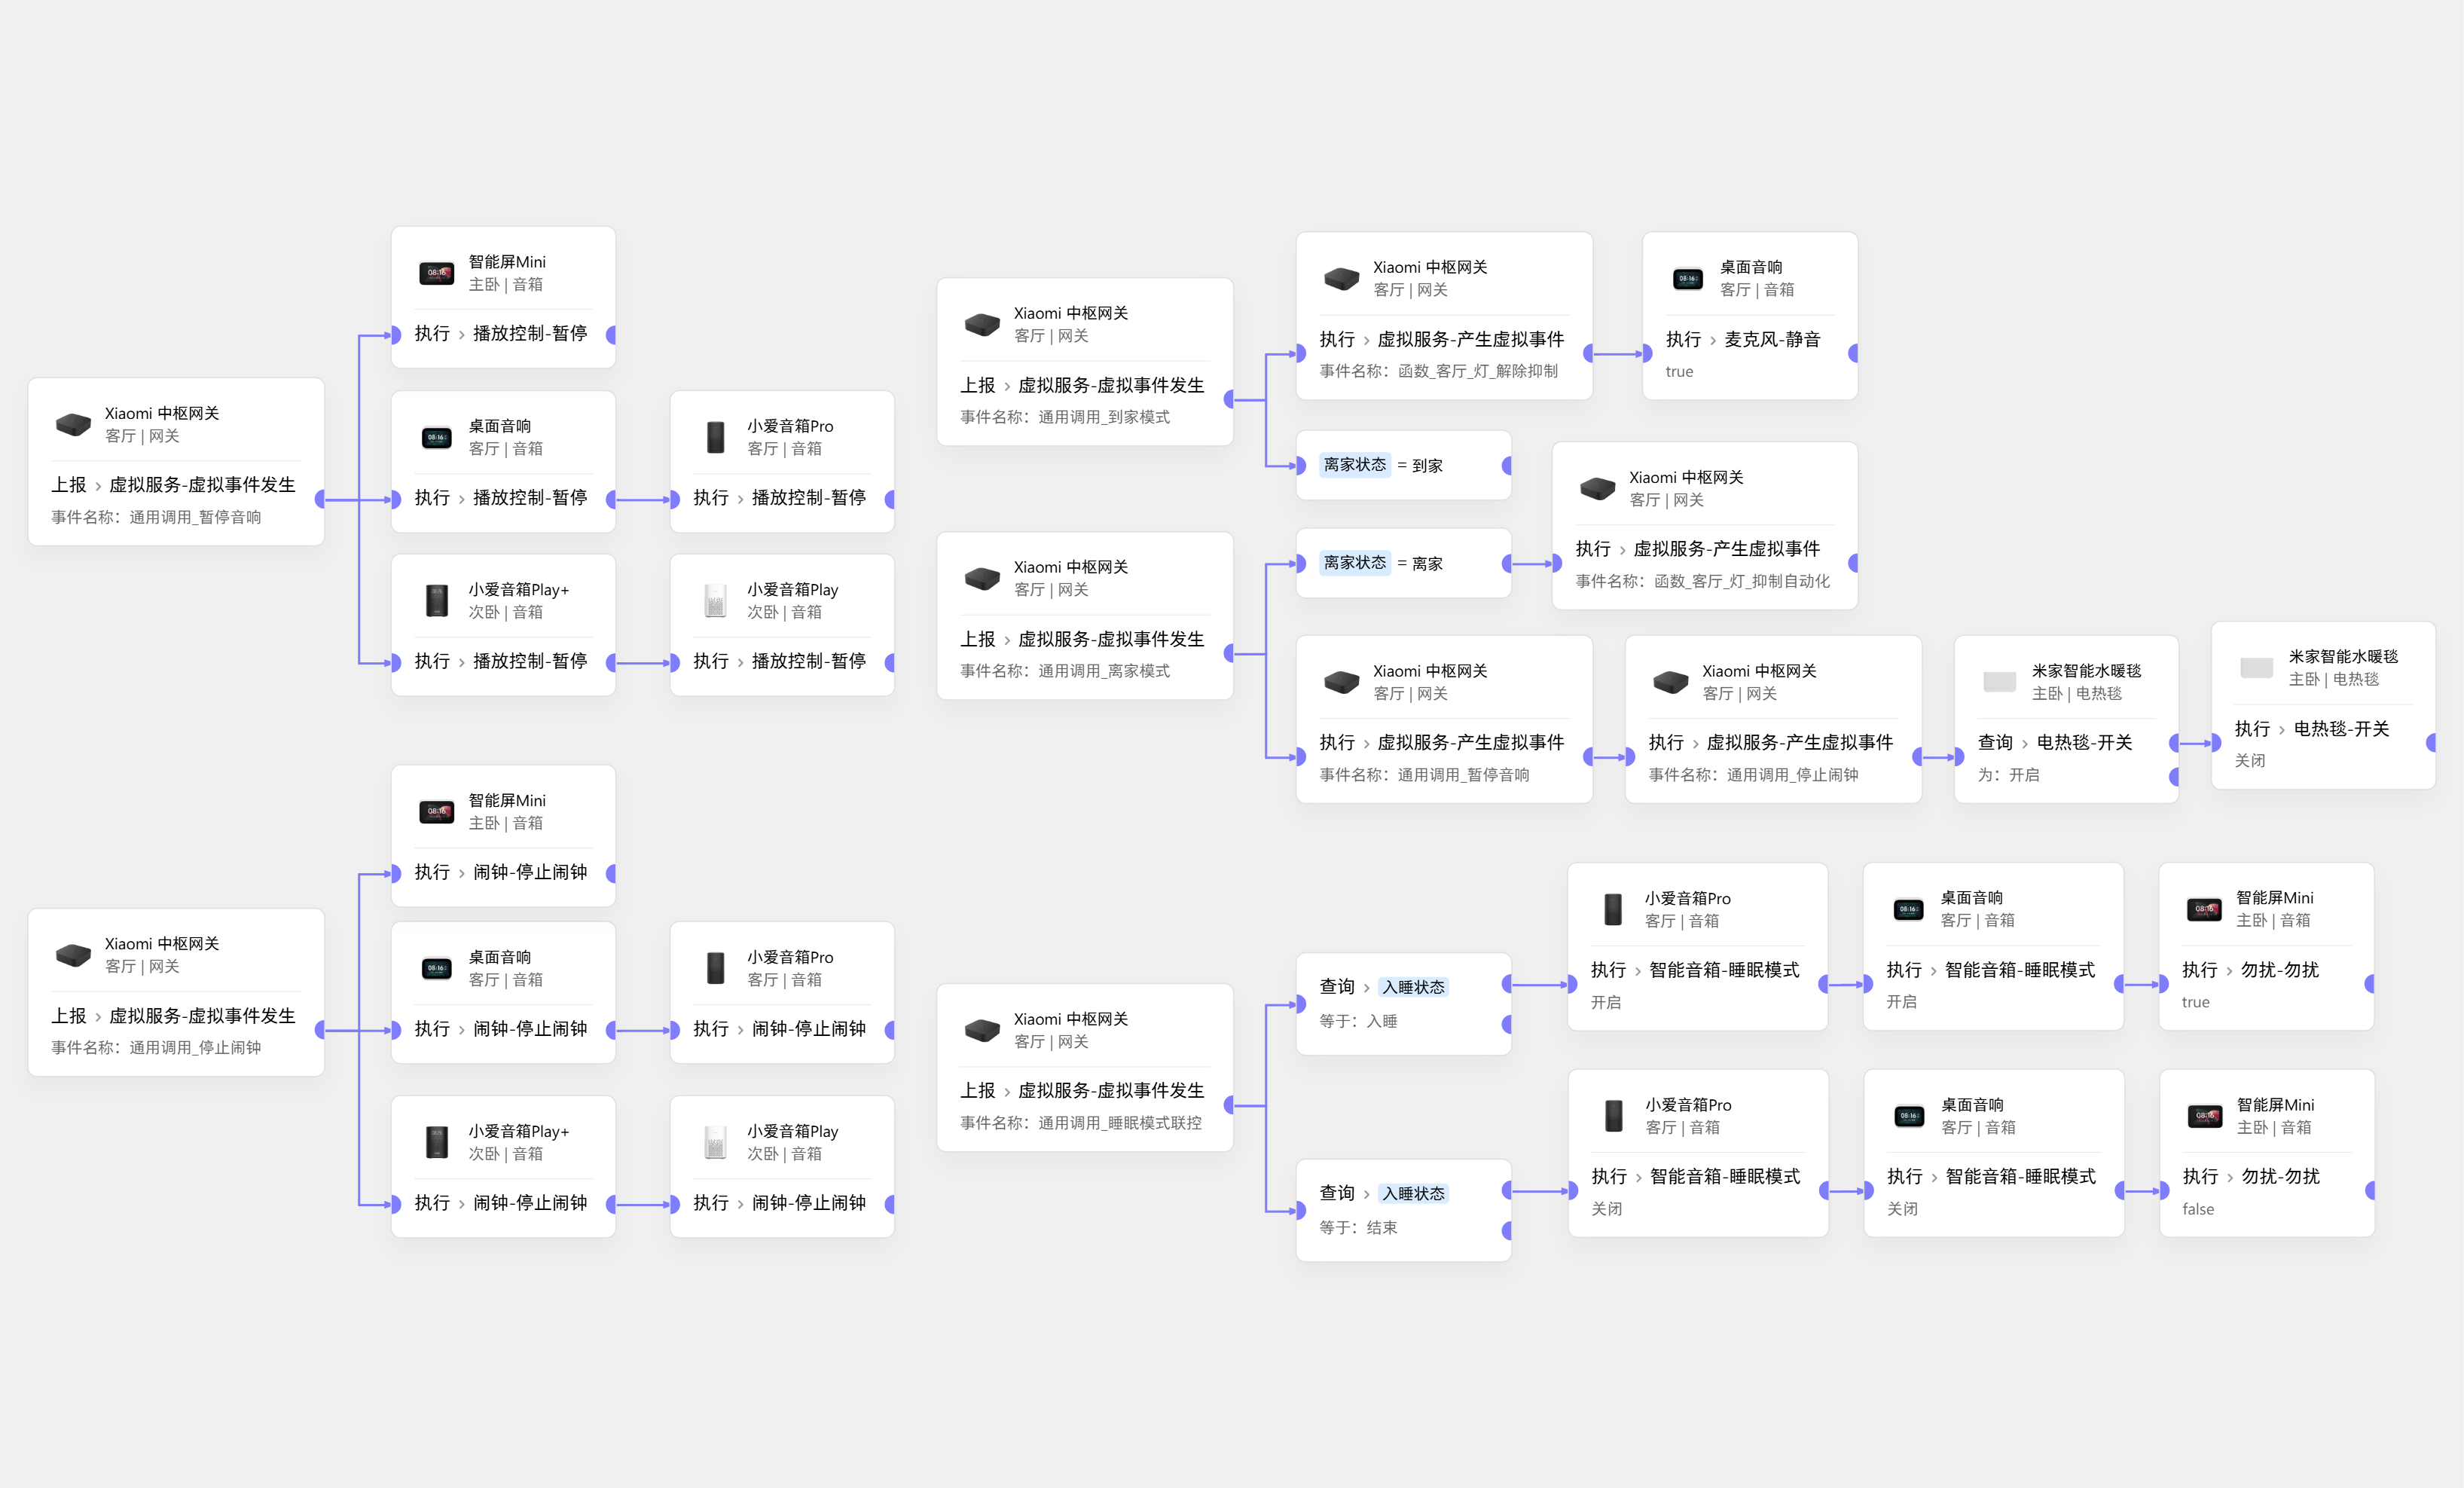 智能屏Mini
主卧 | 音箱
执行 › 播放控制-暂停
Xiaomi 中枢网关
客厅 | 网关
上报 › 虚拟服务-虚拟事件发生
事件名称：通用调用_暂停音响
桌面音响
客厅 | 音箱
执行 › 播放控制-暂停
小爱音箱Pro
客厅 | 音箱
执行 › 播放控制-暂停
小爱音箱Play+
次卧 | 音箱
执行 › 播放控制-暂停
小爱音箱Play
次卧 | 音箱
执行 › 播放控制-暂停
智能屏Mini
主卧 | 音箱
执行 › 闹钟-停止闹钟
Xiaomi 中枢网关
客厅 | 网关
上报 › 虚拟服务-虚拟事件发生
事件名称：通用调用_停止闹钟
桌面音响
客厅 | 音箱
执行 › 闹钟-停止闹钟
小爱音箱Pro
客厅 | 音箱
执行 › 闹钟-停止闹钟
小爱音箱Play+
次卧 | 音箱
执行 › 闹钟-停止闹钟
小爱音箱Play
次卧 | 音箱
执行 › 闹钟-停止闹钟
Xiaomi 中枢网关
客厅 | 网关
上报 › 虚拟服务-虚拟事件发生
事件名称：通用调用_到家模式
Xiaomi 中枢网关
客厅 | 网关
执行 › 虚拟服务-产生虚拟事件
事件名称：函数_客厅_灯_解除抑制
桌面音响
客厅 | 音箱
执行 › 麦克风-静音
true
离家状态 = 到家
Xiaomi 中枢网关
客厅 | 网关
上报 › 虚拟服务-虚拟事件发生
事件名称：通用调用_离家模式
离家状态 = 离家
Xiaomi 中枢网关
客厅 | 网关
执行 › 虚拟服务-产生虚拟事件
事件名称：函数_客厅_灯_抑制自动化
Xiaomi 中枢网关
客厅 | 网关
执行 › 虚拟服务-产生虚拟事件
事件名称：通用调用_暂停音响
Xiaomi 中枢网关
客厅 | 网关
执行 › 虚拟服务-产生虚拟事件
事件名称：通用调用_停止闹钟
米家智能水暖毯
主卧 | 电热毯
查询 › 电热毯-开关
为：开启
米家智能水暖毯
主卧 | 电热毯
执行 › 电热毯-开关
关闭
Xiaomi 中枢网关
客厅 | 网关
上报 › 虚拟服务-虚拟事件发生
事件名称：通用调用_睡眠模式联控
查询 › 入睡状态
等于：入睡
小爱音箱Pro
客厅 | 音箱
执行 › 智能音箱-睡眠模式
开启
桌面音响
客厅 | 音箱
执行 › 智能音箱-睡眠模式
开启
智能屏Mini
主卧 | 音箱
执行 › 勿扰-勿扰
true
查询 › 入睡状态
等于：结束
小爱音箱Pro
客厅 | 音箱
执行 › 智能音箱-睡眠模式
关闭
桌面音响
客厅 | 音箱
执行 › 智能音箱-睡眠模式
关闭
智能屏Mini
主卧 | 音箱
执行 › 勿扰-勿扰
false